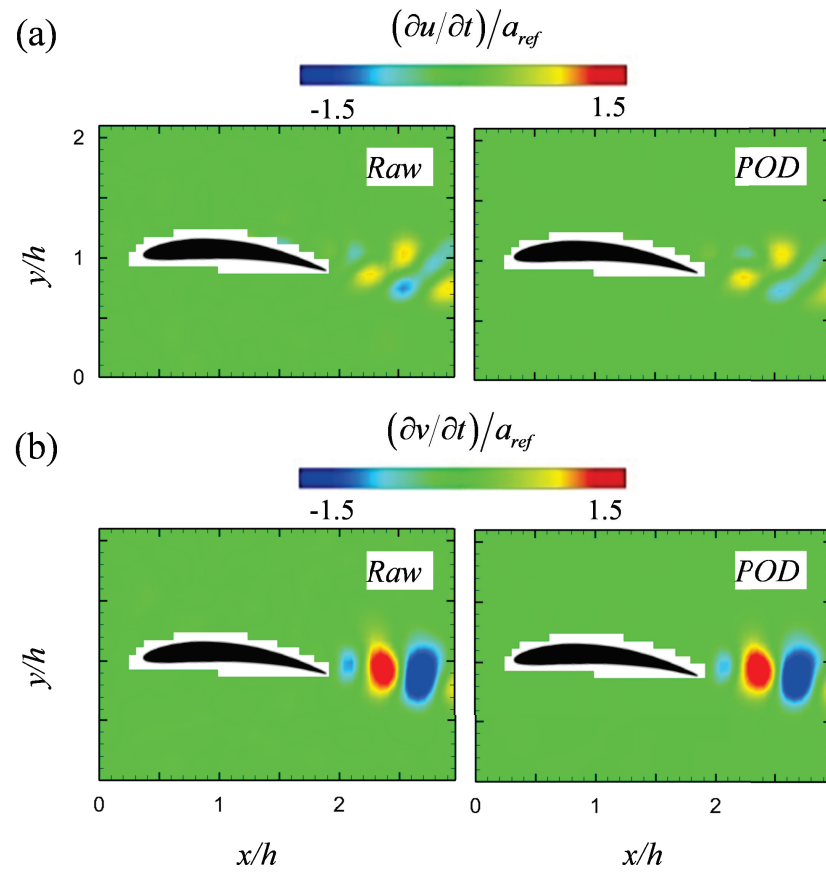 (a)
(∂u/∂t)/a_ref
-1.5 1.5
Raw POD
2
1
0
y/h
(b)
(∂v/∂t)/a_ref
-1.5 1.5
Raw POD
y/h
0 1 2 0 1 2
x/h x/h